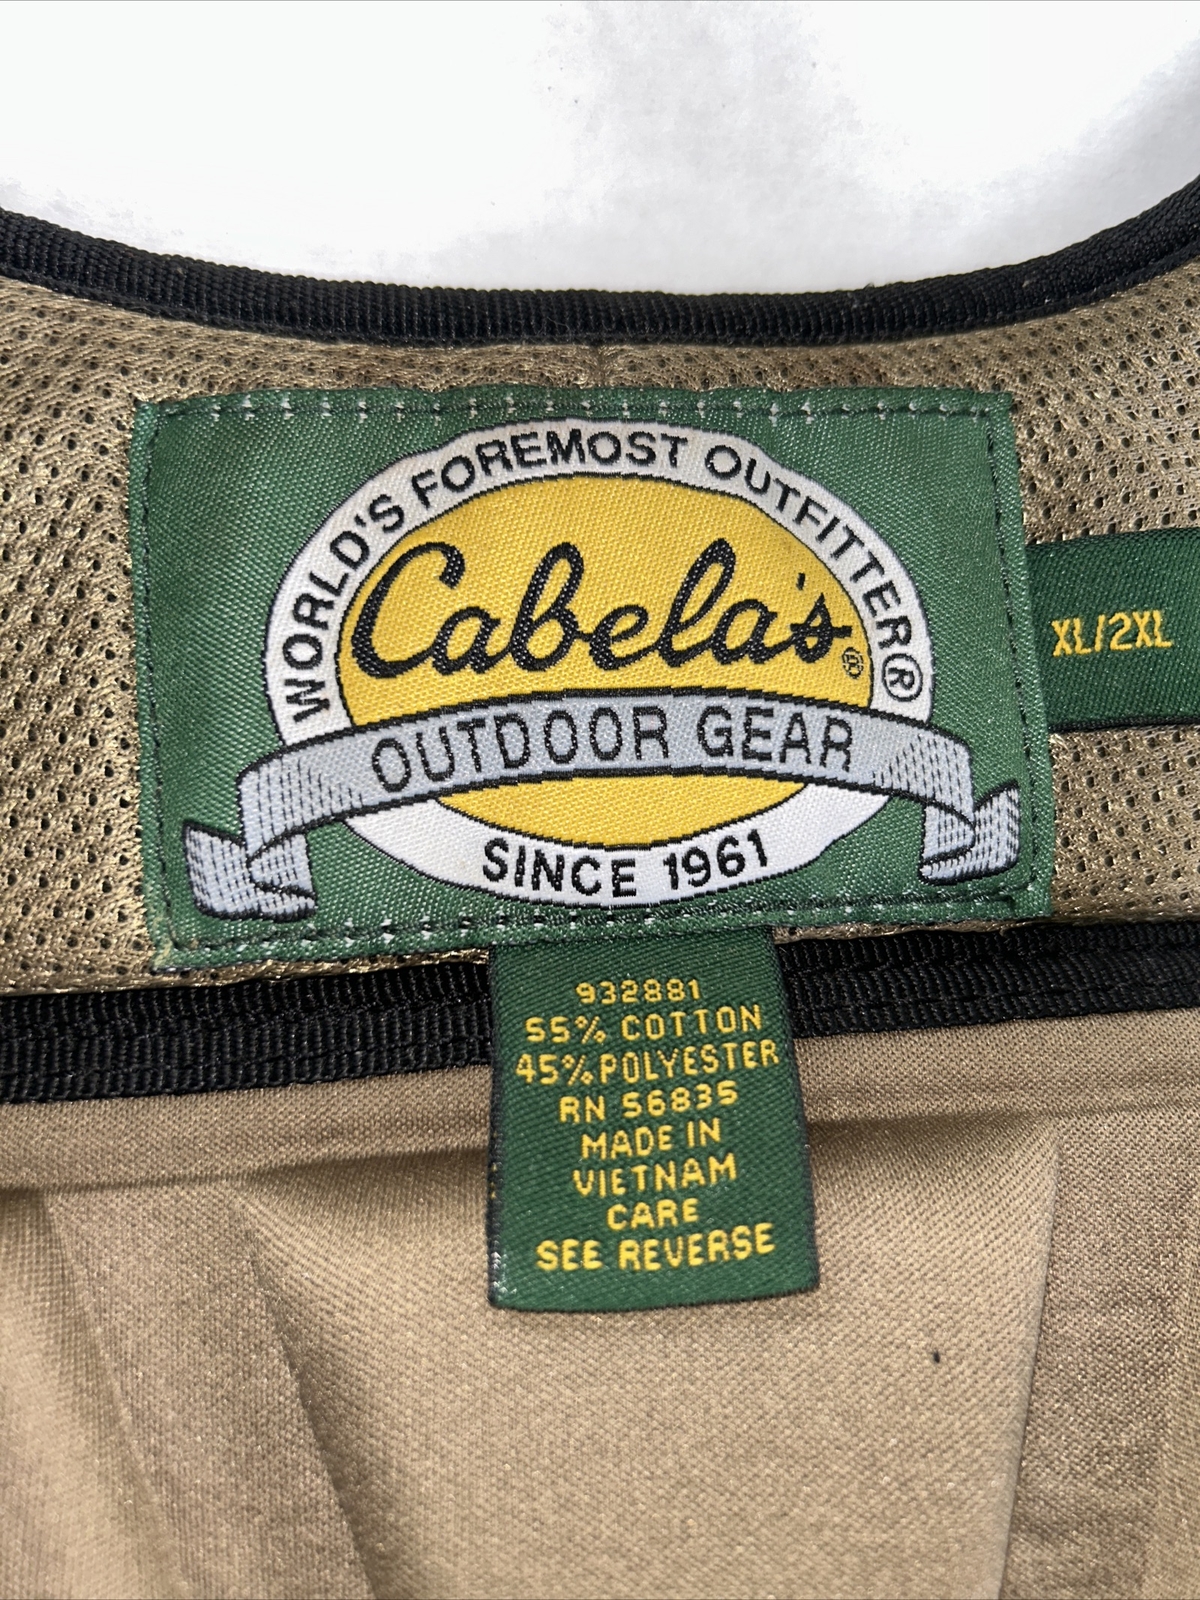 WORLD'S FOREMOST OUTFITTER®
Cabela's®
OUTDOOR GEAR
SINCE 1961
XL/2XL
932881
55% COTTON
45% POLYESTER
RN 56835
MADE IN
VIETNAM
CARE
SEE REVERSE